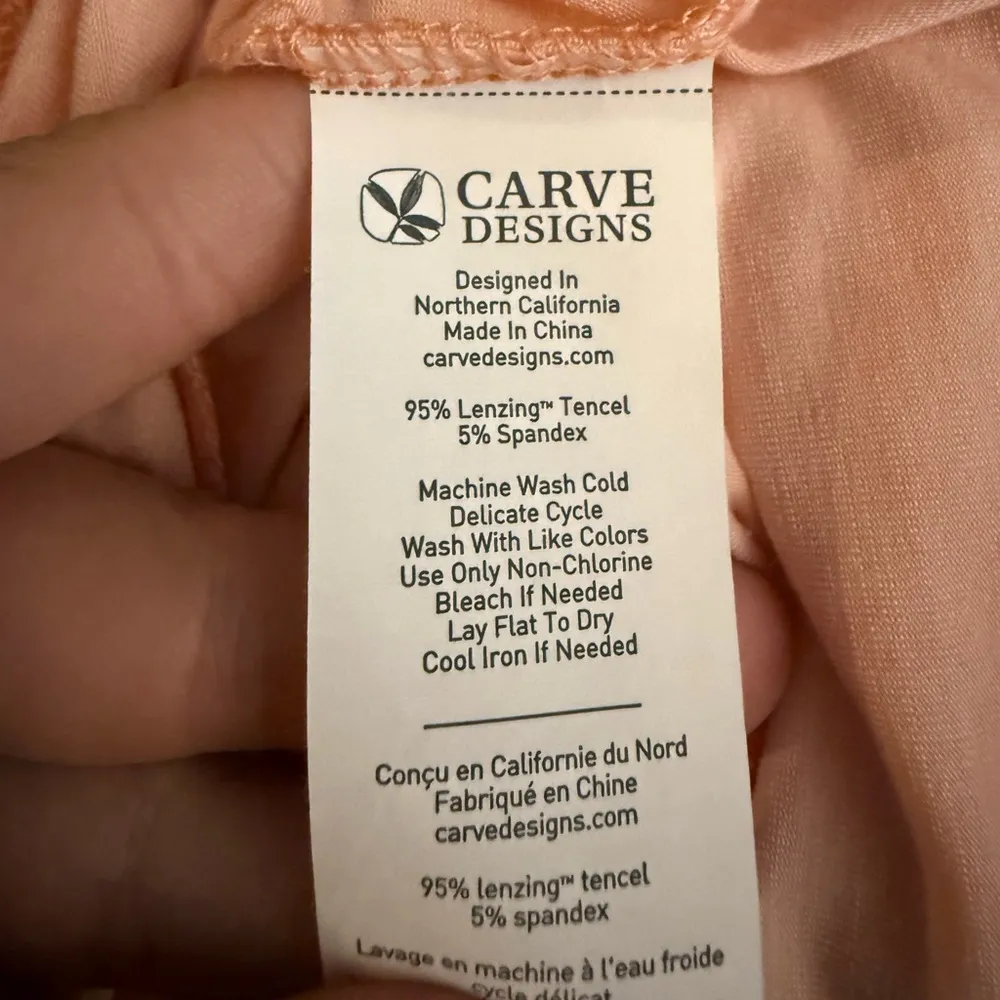 CARVE
DESIGNS
Designed In
Northern California
Made In China
carvedesigns.com
95% Lenzing™ Tencel
5% Spandex
Machine Wash Cold
Delicate Cycle
Wash With Like Colors
Use Only Non-Chlorine
Bleach If Needed
Lay Flat To Dry
Cool Iron If Needed
Conçu en Californie du Nord
Fabriqué en Chine
carvedesigns.com
95% lenzing™ tencel
5% spandex
Lavage en machine à l'eau froide
cycle délicat